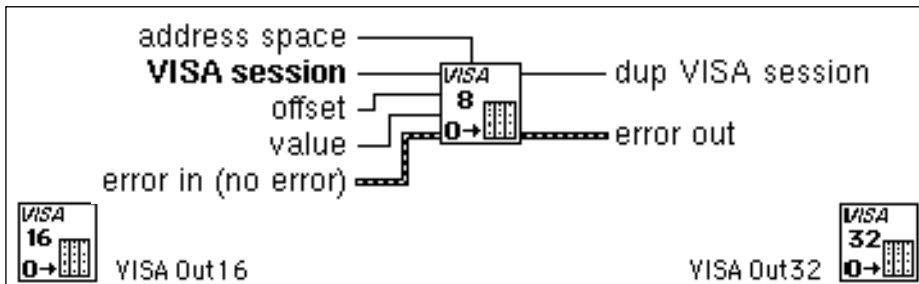 address space
VISA session
offset
value
error in (no error)
VISA
8
0→
dup VISA session
error out
VISA
16
0→
VISA Out16
VISA Out32
VISA
32
0→